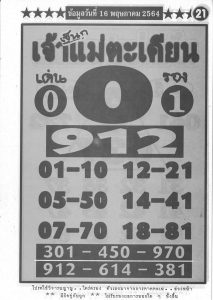 ข้อมูลวันที่ 16 พฤษภาคม 2564
21
เจ้าแม่ตะเคียน
เด่น 0 รอง
0 1
912
01-10 12-21
05-50 14-41
07-70 18-81
301 - 450 - 970
912 - 614 - 381